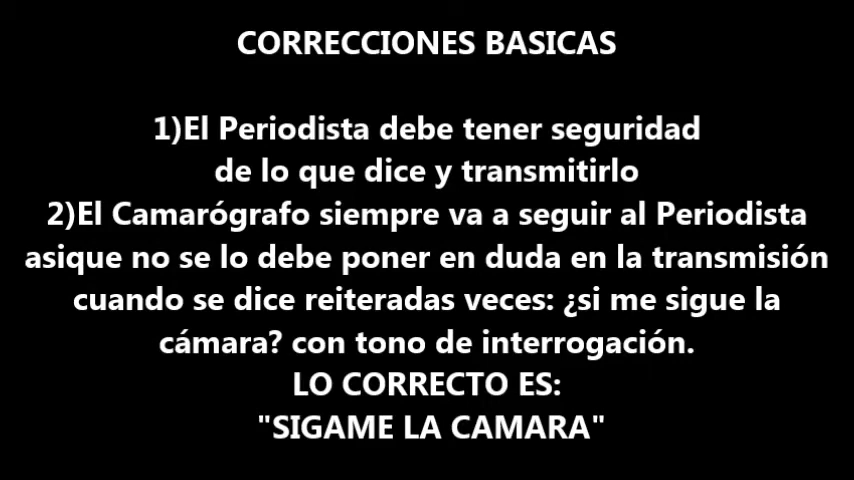 CORRECCIONES BASICAS
1)El Periodista debe tener seguridad
de lo que dice y transmitirlo
2)El Camarógrafo siempre va a seguir al Periodista
asique no se lo debe poner en duda en la transmisión
cuando se dice reiteradas veces: ¿si me sigue la
cámara? con tono de interrogación.
LO CORRECTO ES:
"SIGAME LA CAMARA"